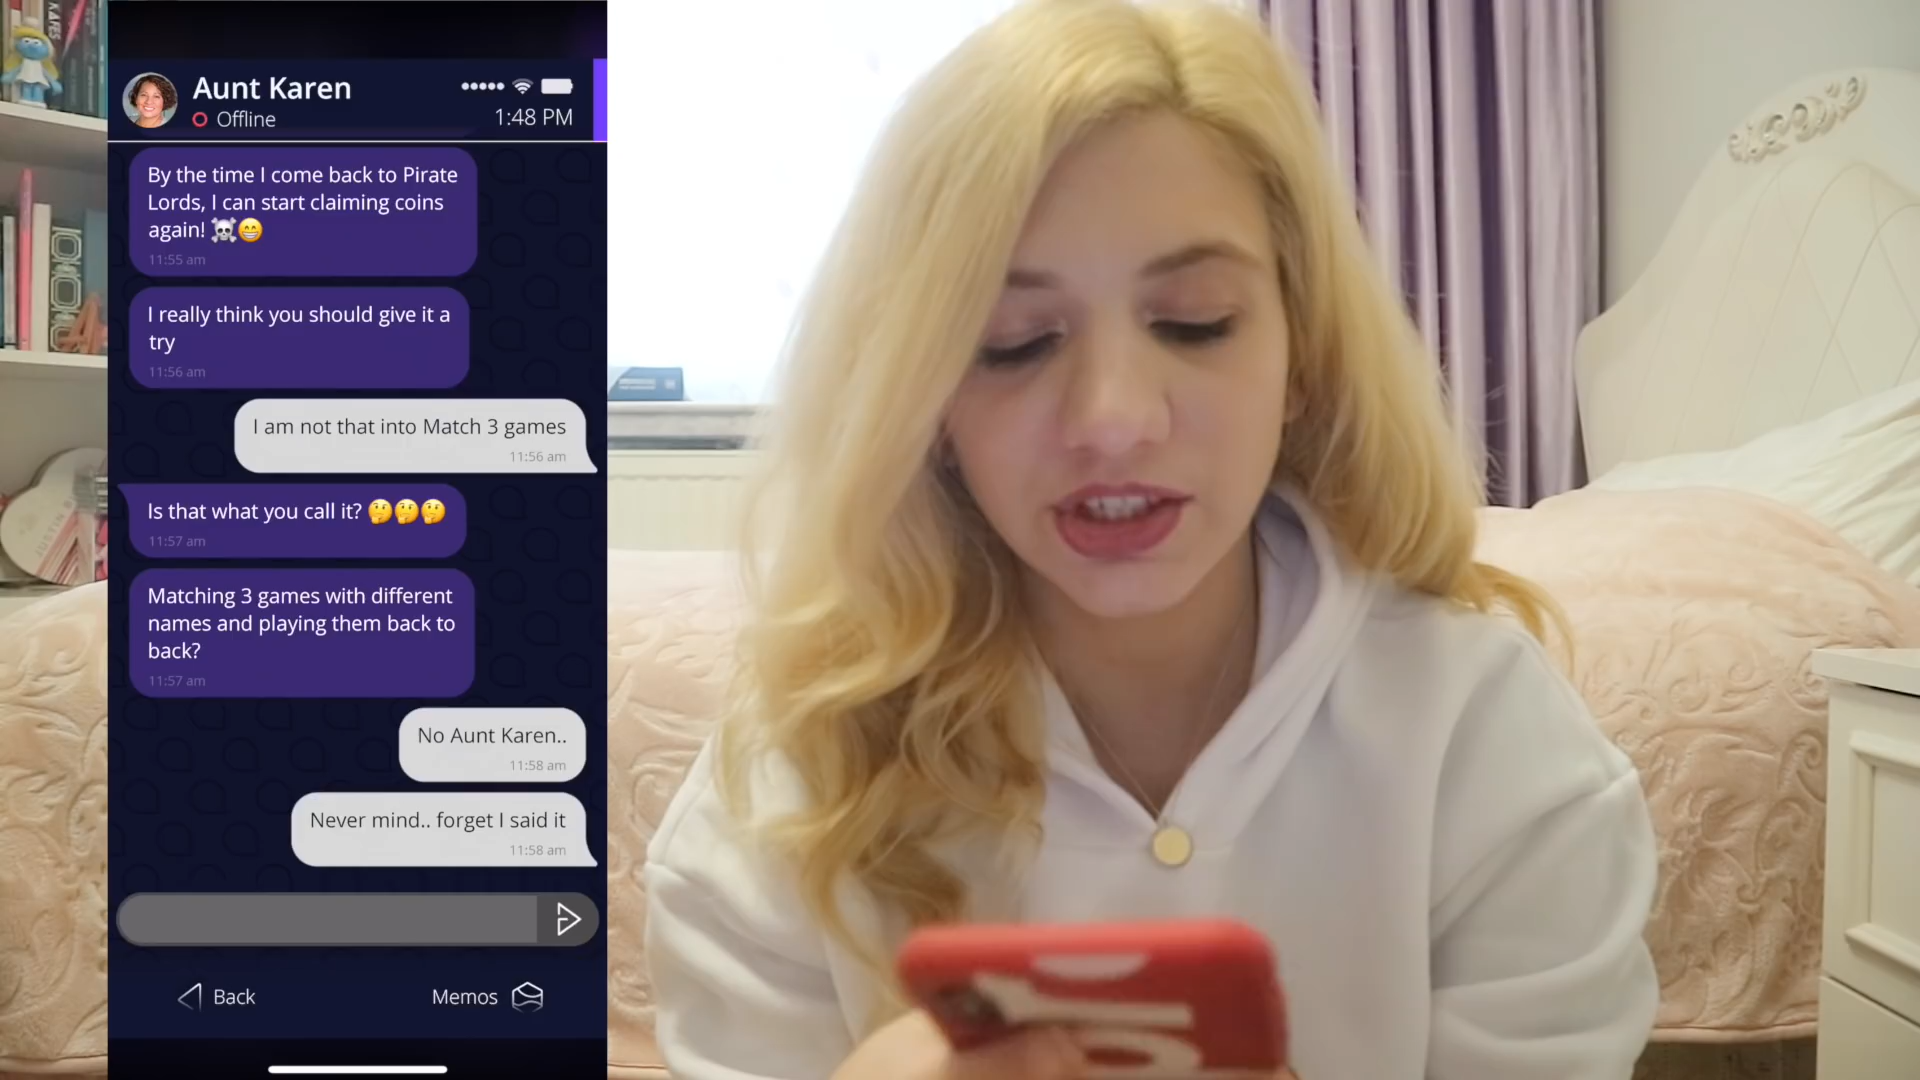 Aunt Karen
Offline
1:48 PM
By the time I come back to Pirate
Lords, I can start claiming coins
again! ☠️😁
11:55 am
I really think you should give it a
try
11:56 am
I am not that into Match 3 games
11:56 am
Is that what you call it? 🤔🤔🤔
11:57 am
Matching 3 games with different
names and playing them back to
back?
11:57 am
No Aunt Karen..
11:58 am
Never mind.. forget I said it
11:58 am
Back
Memos